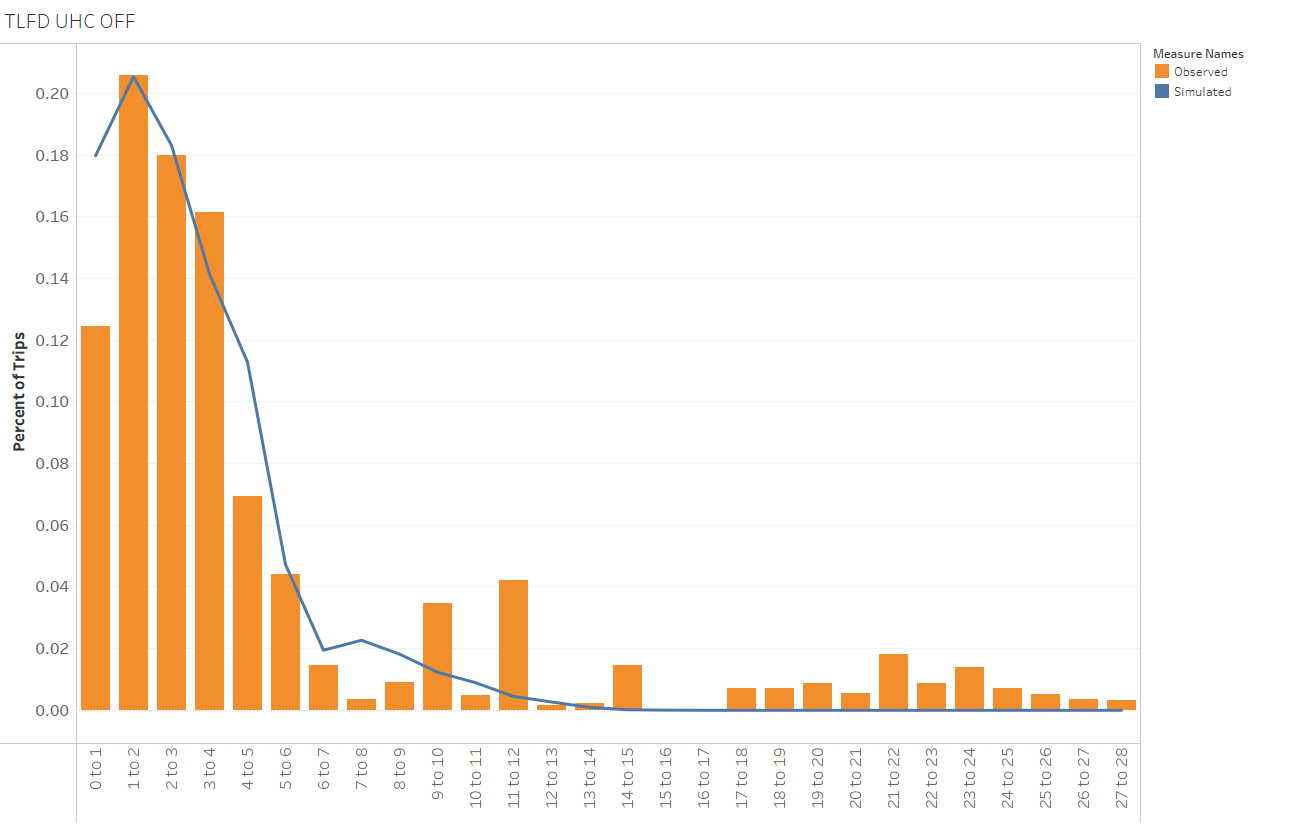 TLFD UHC OFF
Measure Names
Observed
Simulated
Percent of Trips
0.20
0.18
0.16
0.14
0.12
0.10
0.08
0.06
0.04
0.02
0.00
0 to 1
1 to 2
2 to 3
3 to 4
4 to 5
5 to 6
6 to 7
7 to 8
8 to 9
9 to 10
10 to 11
11 to 12
12 to 13
13 to 14
14 to 15
15 to 16
16 to 17
17 to 18
18 to 19
19 to 20
20 to 21
21 to 22
22 to 23
23 to 24
24 to 25
25 to 26
26 to 27
27 to 28